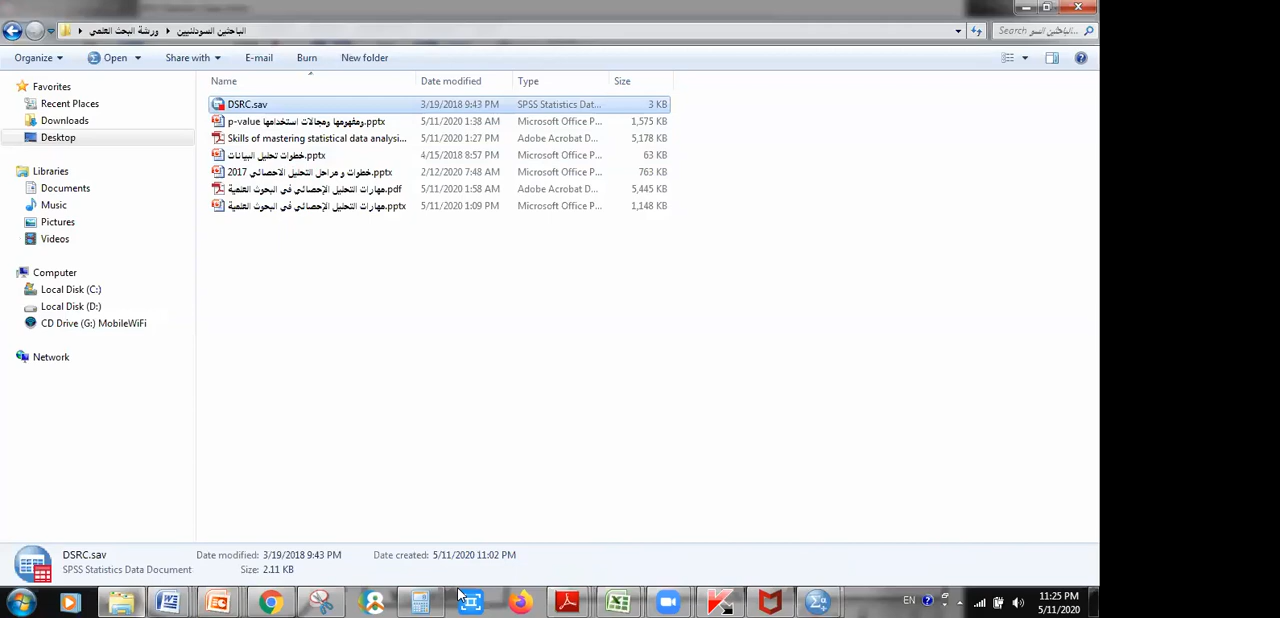 ورشة البحث العلمي
الباحثين السودنيين
Search الباحثين السو...
Organize
Open
Share with
E-mail
Burn
New folder
Favorites
Recent Places
Downloads
Desktop
Libraries
Documents
Music
Pictures
Videos
Computer
Local Disk (C:)
Local Disk (D:)
CD Drive (G:) MobileWiFi
Network
Name Date modified Type Size
DSRC.sav 3/19/2018 9:43 PM SPSS Statistics Dat... 3 KB
p-value ومفهومها ومجالات استخدامها.pptx 5/11/2020 1:38 AM Microsoft Office P... 1,575 KB
Skills of mastering statistical data analysi... 5/11/2020 1:27 PM Adobe Acrobat D... 5,178 KB
خطوات تحليل البيانات.pptx 4/15/2018 8:57 PM Microsoft Office P... 63 KB
خطوات و مراحل التحليل الاحصائي 2017.pptx 2/12/2020 7:48 AM Microsoft Office P... 763 KB
مهارات التحليل الإحصائي في البحوث العلمية.pdf 5/11/2020 1:58 AM Adobe Acrobat D... 5,445 KB
مهارات التحليل الإحصائي في البحوث العلمية.pptx 5/11/2020 1:09 PM Microsoft Office P... 1,148 KB
DSRC.sav Date modified: 3/19/2018 9:43 PM Date created: 5/11/2020 11:02 PM
SPSS Statistics Data Document Size: 2.11 KB
EN
11:25 PM
5/11/2020